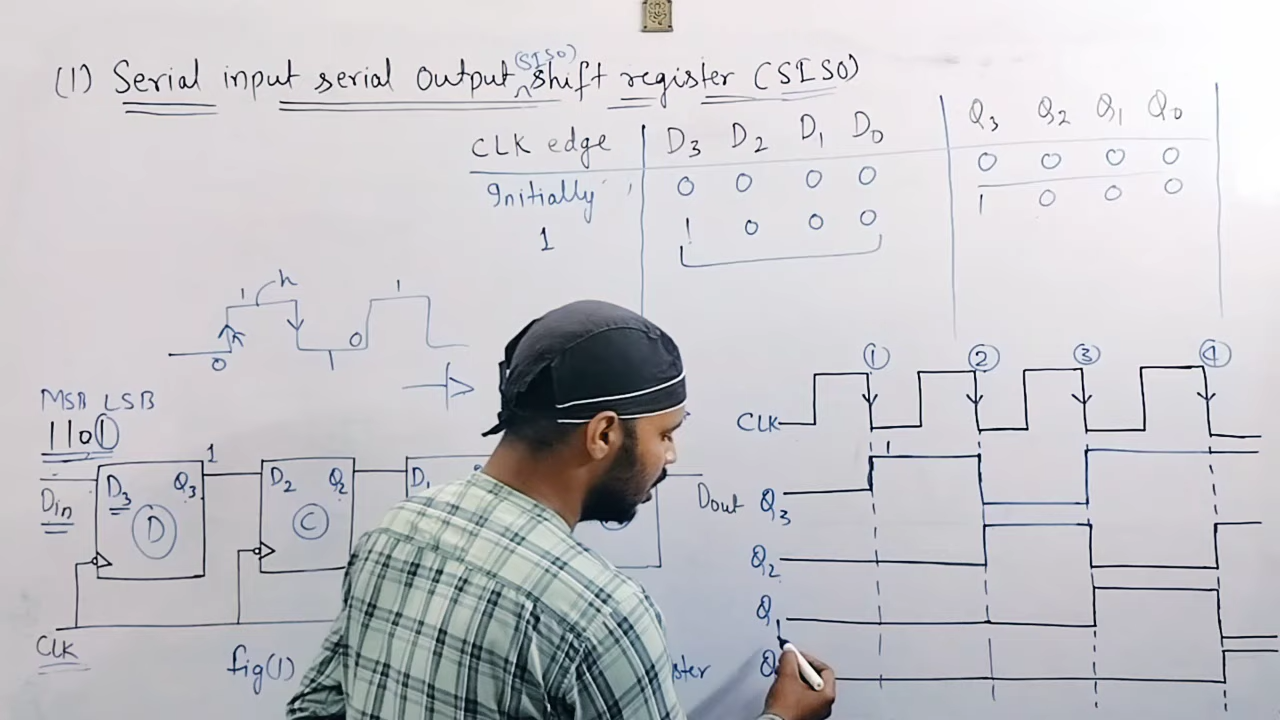 (1) Serial input serial output (SISO) shift register (SISO)
CLK edge D3 D2 D1 D0 Q3 Q2 Q1 Q0
Initially 0 0 0 0 0 0 0 0
1 1 0 0 0 1 0 0 0
1 h 1
0 1 0
MSB LSB
1101
Din D3 Q3 1 D2 Q2 D1 Dout
D C
CLK
fig(1)
① ② ③ ④
CLK
Q3 1
Q2
Q1
Q